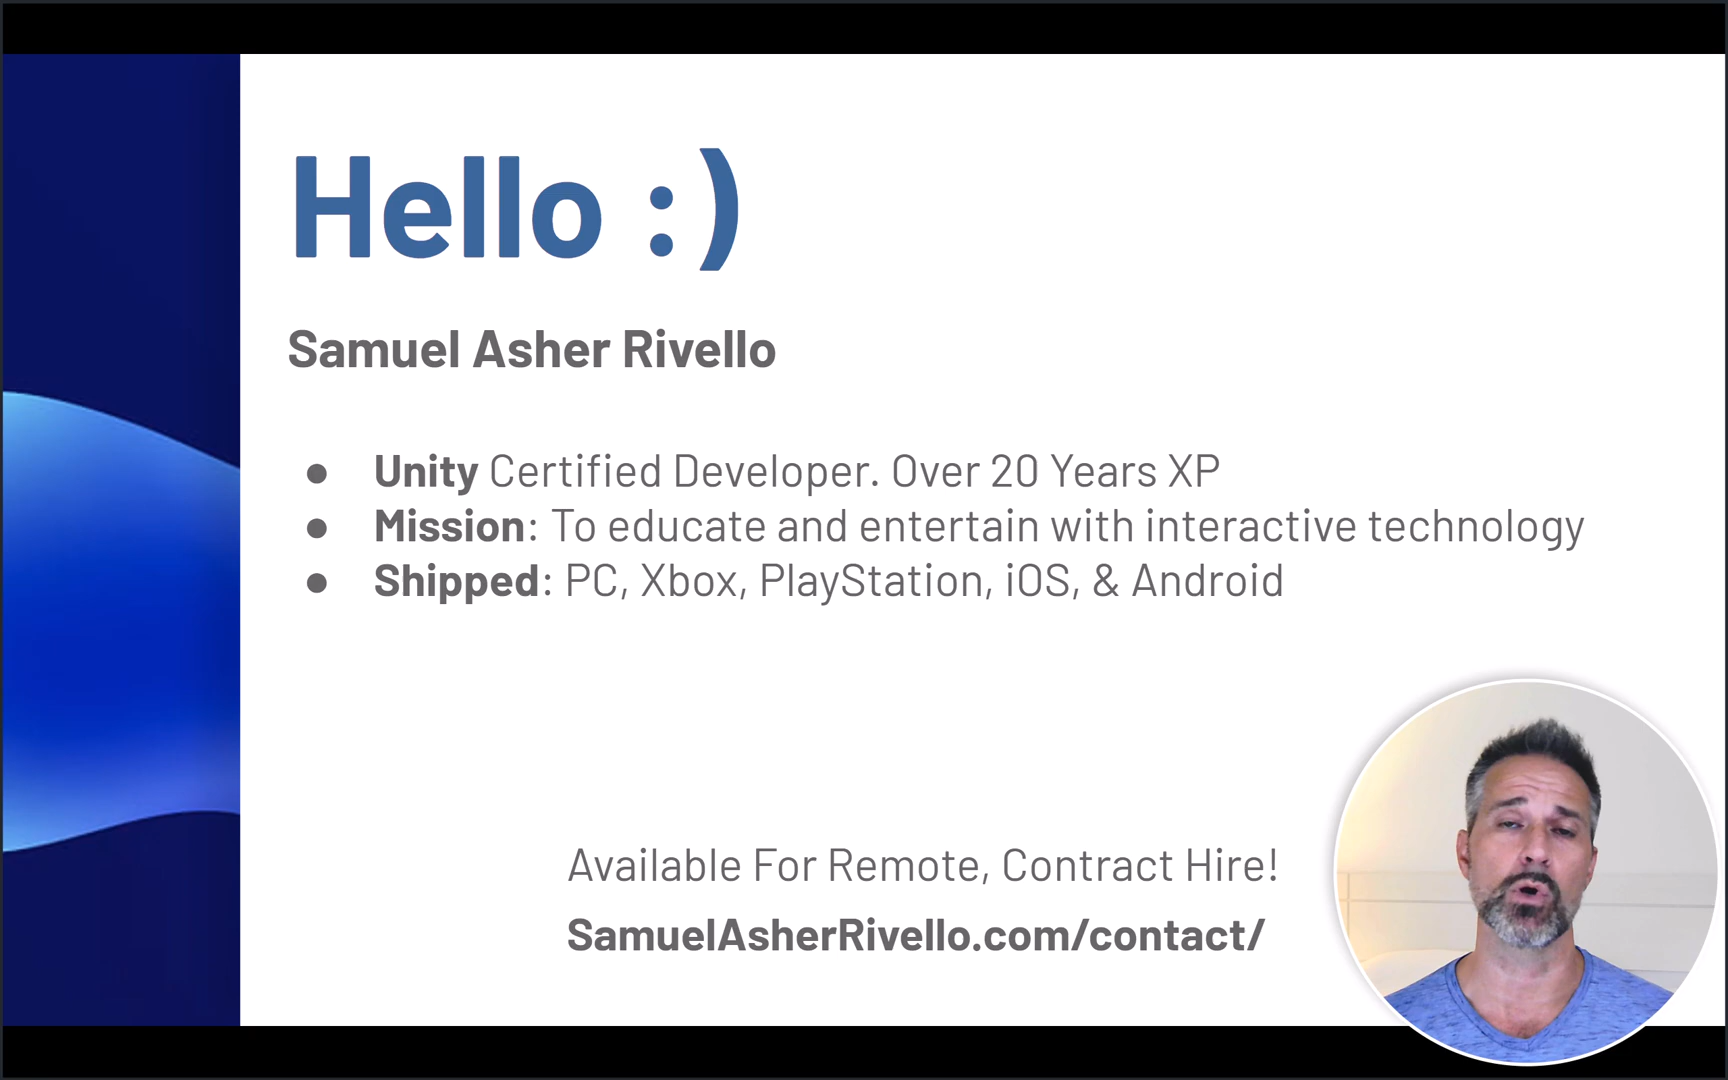 Hello :)
Samuel Asher Rivello
● Unity Certified Developer. Over 20 Years XP
● Mission: To educate and entertain with interactive technology
● Shipped: PC, Xbox, PlayStation, iOS, & Android
Available For Remote, Contract Hire!
SamuelAsherRivello.com/contact/